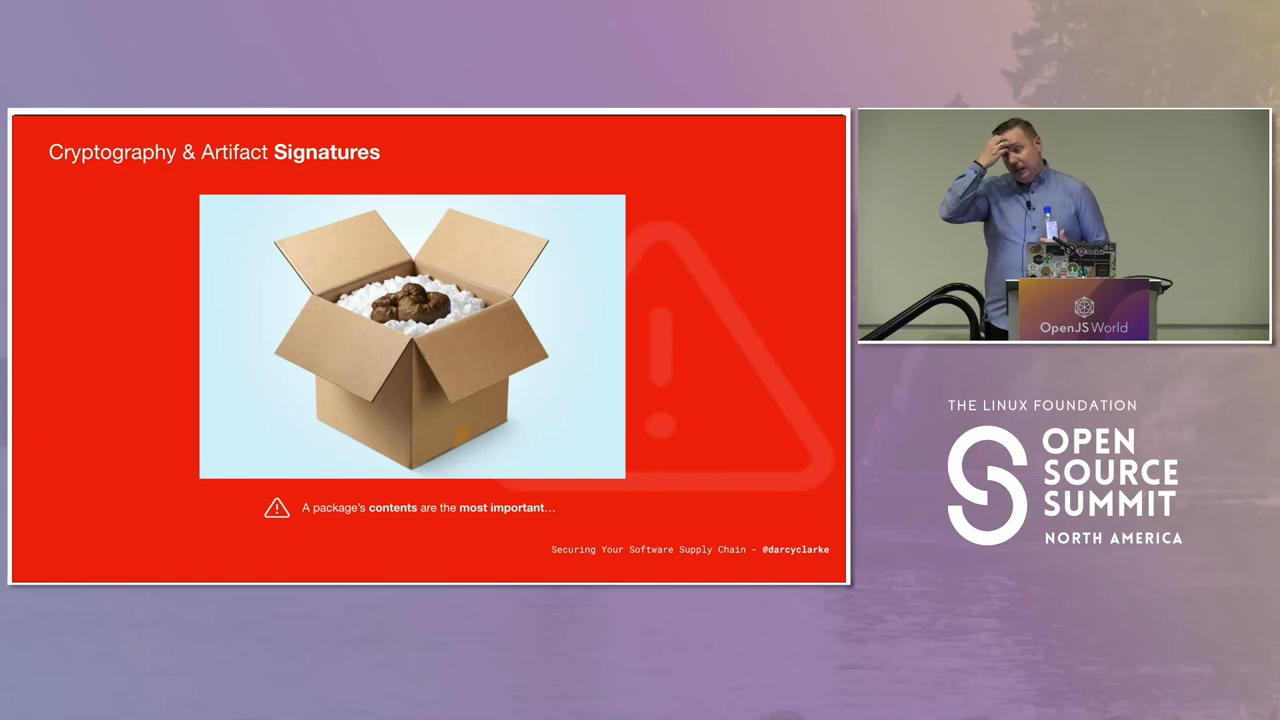 Cryptography & Artifact Signatures
A package's contents are the most important…
Securing Your Software Supply Chain - @darcyclarke
OpenJS World
THE LINUX FOUNDATION
OPEN
SOURCE
SUMMIT
NORTH AMERICA